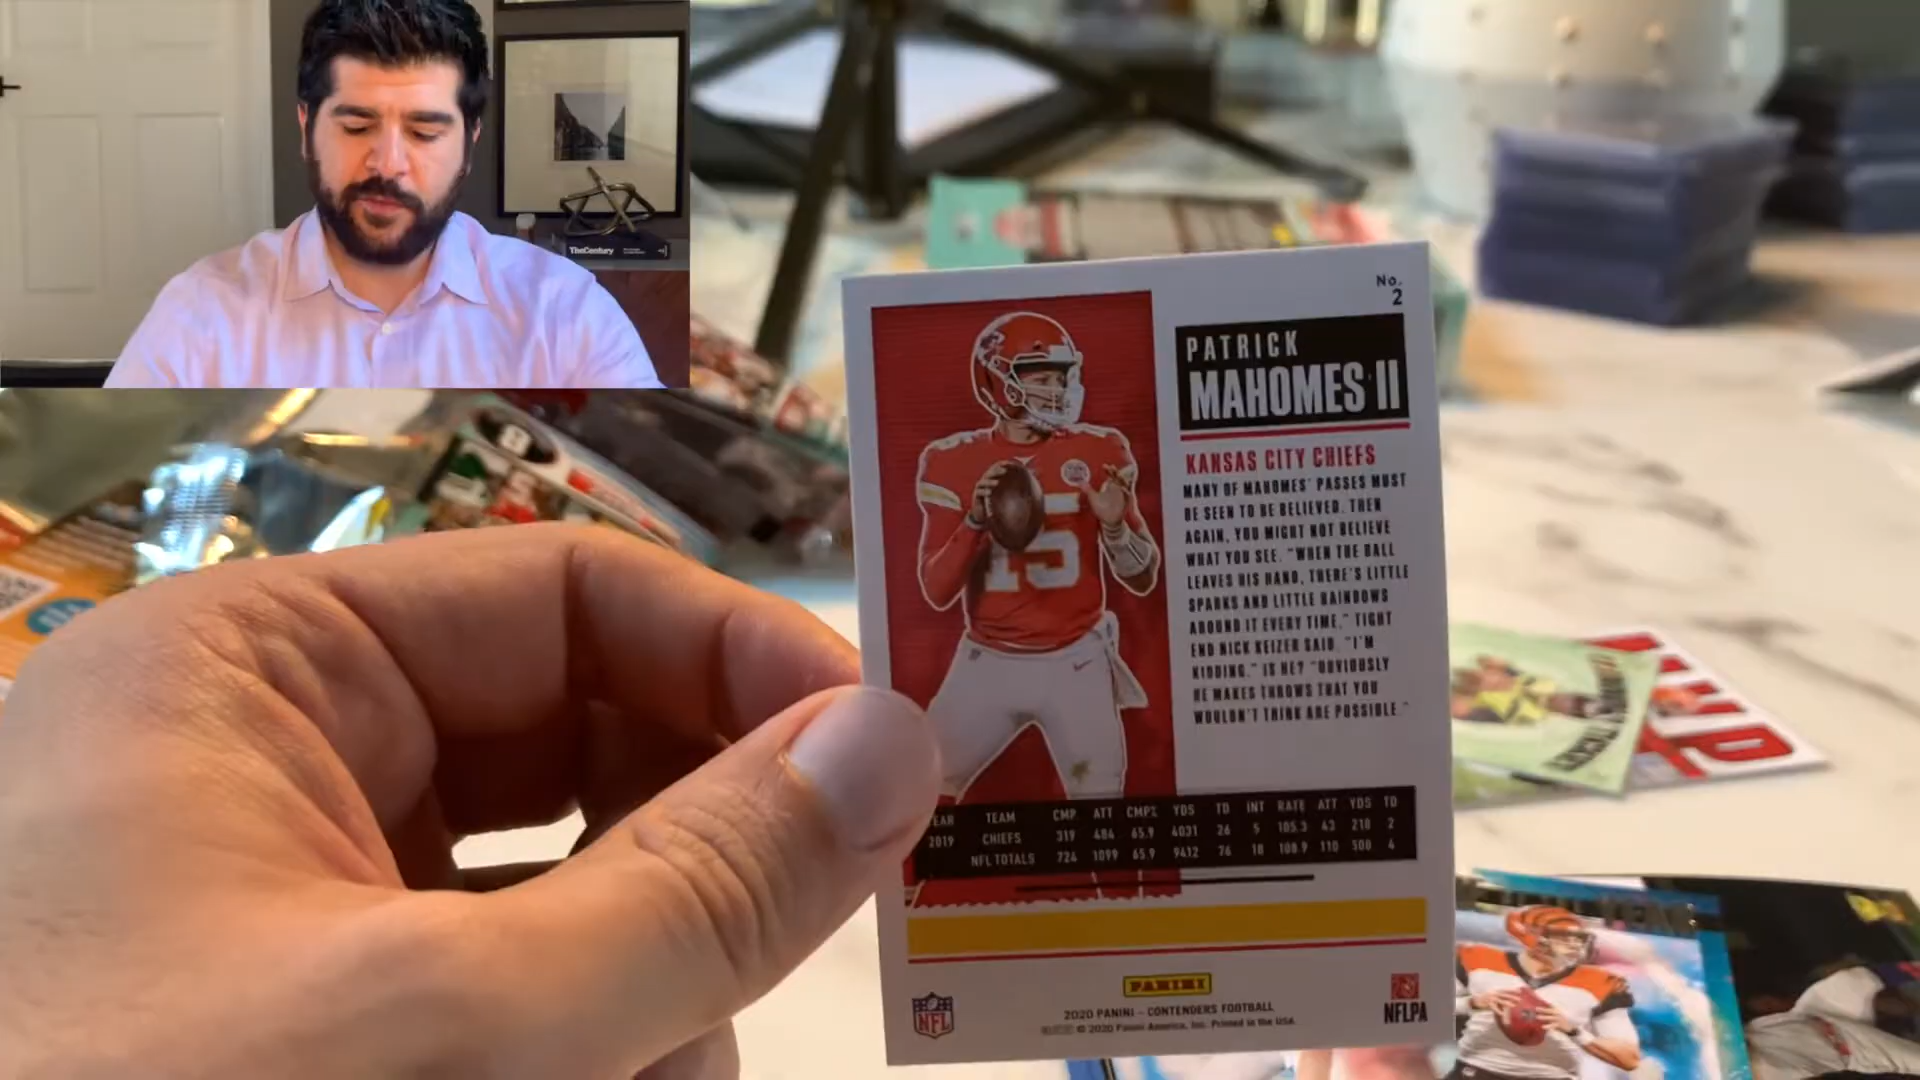 TheCentury
No.
2
PATRICK
MAHOMES II
KANSAS CITY CHIEFS
MANY OF MAHOMES' PASSES MUST
BE SEEN TO BE BELIEVED. THEN
AGAIN, YOU MIGHT NOT BELIEVE
WHAT YOU SEE. "WHEN THE BALL
LEAVES HIS HAND, THERE'S LITTLE
SPARKS AND LITTLE RAINBOWS
AROUND IT EVERY TIME," TIGHT
END NICK KEIZER SAID. "I'M
KIDDING." IS HE? "OBVIOUSLY
HE MAKES THROWS THAT YOU
WOULDN'T THINK ARE POSSIBLE."
15
EAR TEAM CMP ATT CMP% YDS TD INT RATE ATT YDS TD
2019 CHIEFS 319 484 65.9 4031 26 5 105.3 43 218 2
NFL TOTALS 724 1099 65.9 9412 76 18 108.9 110 500 4
PANINI
NFL
2020 PANINI – CONTENDERS FOOTBALL
© 2020 Panini America, Inc. Printed in the USA.
NFLPA
MVP